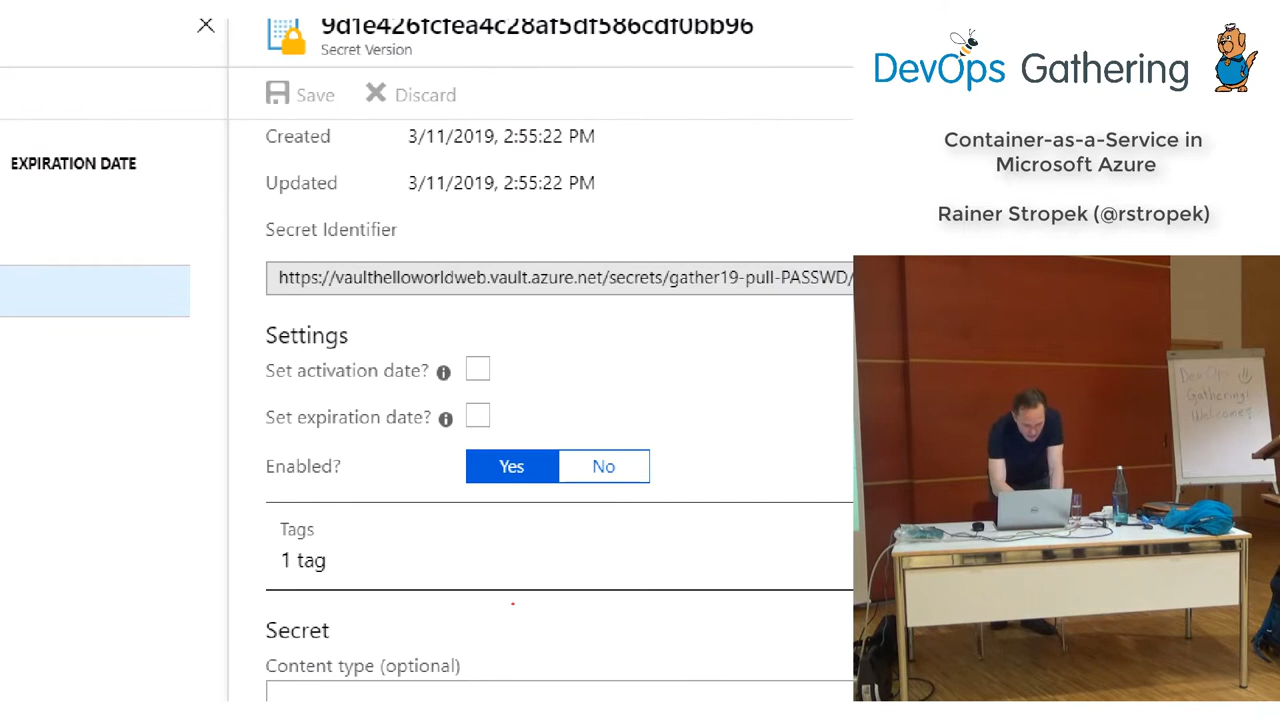 9d1e426fcfea4c28af5df586cdf0bb96
Secret Version
Save
Discard
EXPIRATION DATE
Created
3/11/2019, 2:55:22 PM
Updated
3/11/2019, 2:55:22 PM
Secret Identifier
https://vaulthelloworldweb.vault.azure.net/secrets/gather19-pull-PASSWD/
Settings
Set activation date?
Set expiration date?
Enabled?
Yes
No
Tags
1 tag
Secret
Content type (optional)
DevOps Gathering
Container-as-a-Service in
Microsoft Azure
Rainer Stropek (@rstropek)
DevOps
Gathering!
Welcome!